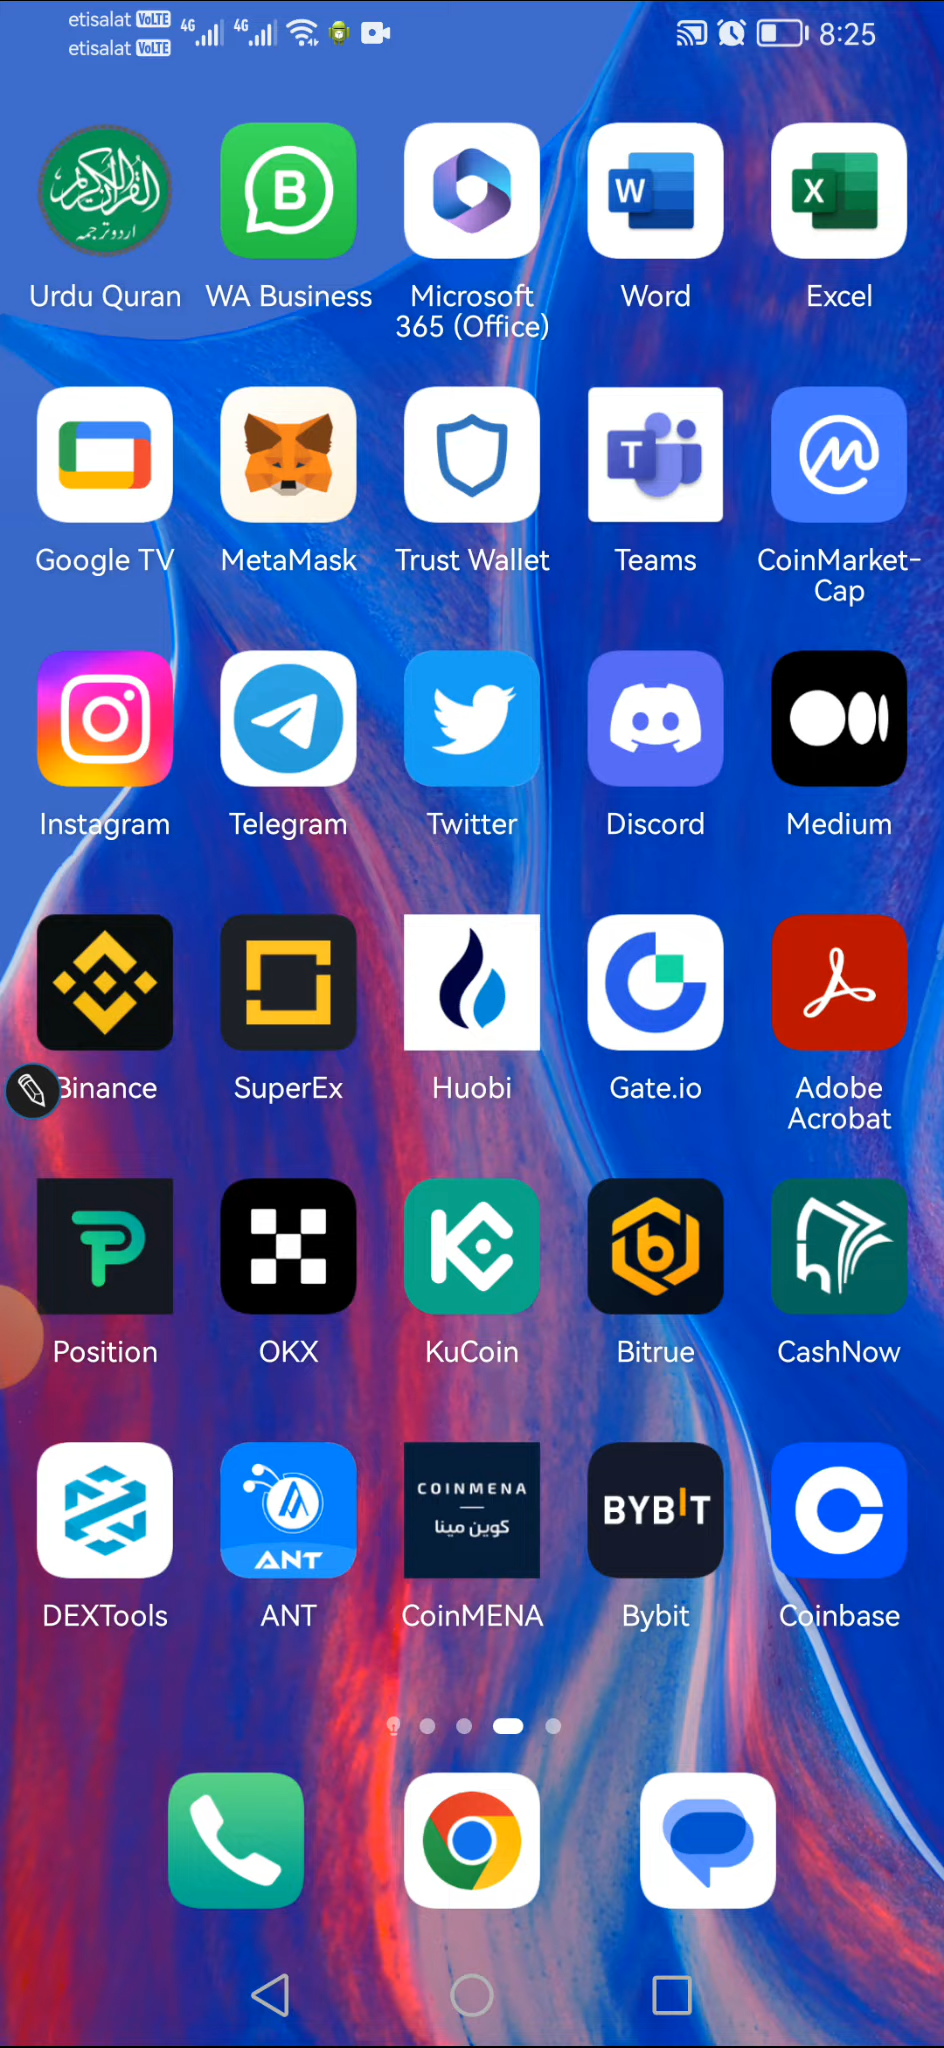 etisalat VoLTE
etisalat VoLTE
4G 4G 8:25
القرآن الكريم
اردو ترجمہ
B
W
X
Urdu Quran WA Business Microsoft 365 (Office) Word Excel
T
Google TV MetaMask Trust Wallet Teams CoinMarket-Cap
Instagram Telegram Twitter Discord Medium
Binance SuperEx Huobi Gate.io Adobe Acrobat
Position OKX KuCoin Bitrue CashNow
ANT
COINMENA
كوين مينا
BYBIT
DEXTools ANT CoinMENA Bybit Coinbase